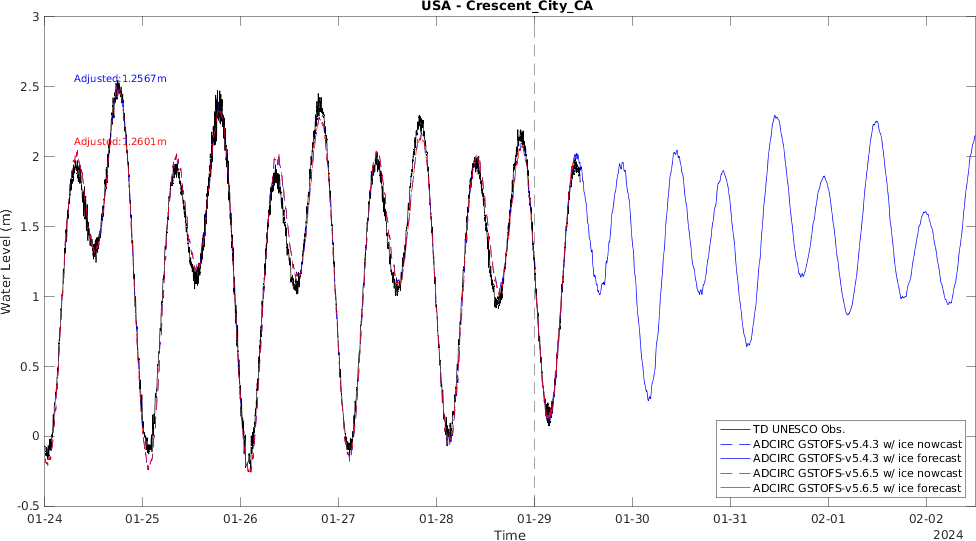 USA - Crescent_City_CA
3
2.5
2
1.5
1
0.5
0
-0.5
Water Level (m)
Adjusted:1.2567m
Adjusted:1.2601m
TD UNESCO Obs.
ADCIRC GSTOFS-v5.4.3 w/ ice nowcast
ADCIRC GSTOFS-v5.4.3 w/ ice forecast
ADCIRC GSTOFS-v5.6.5 w/ ice nowcast
ADCIRC GSTOFS-v5.6.5 w/ ice forecast
01-24 01-25 01-26 01-27 01-28 01-29 01-30 01-31 02-01 02-02
Time
2024